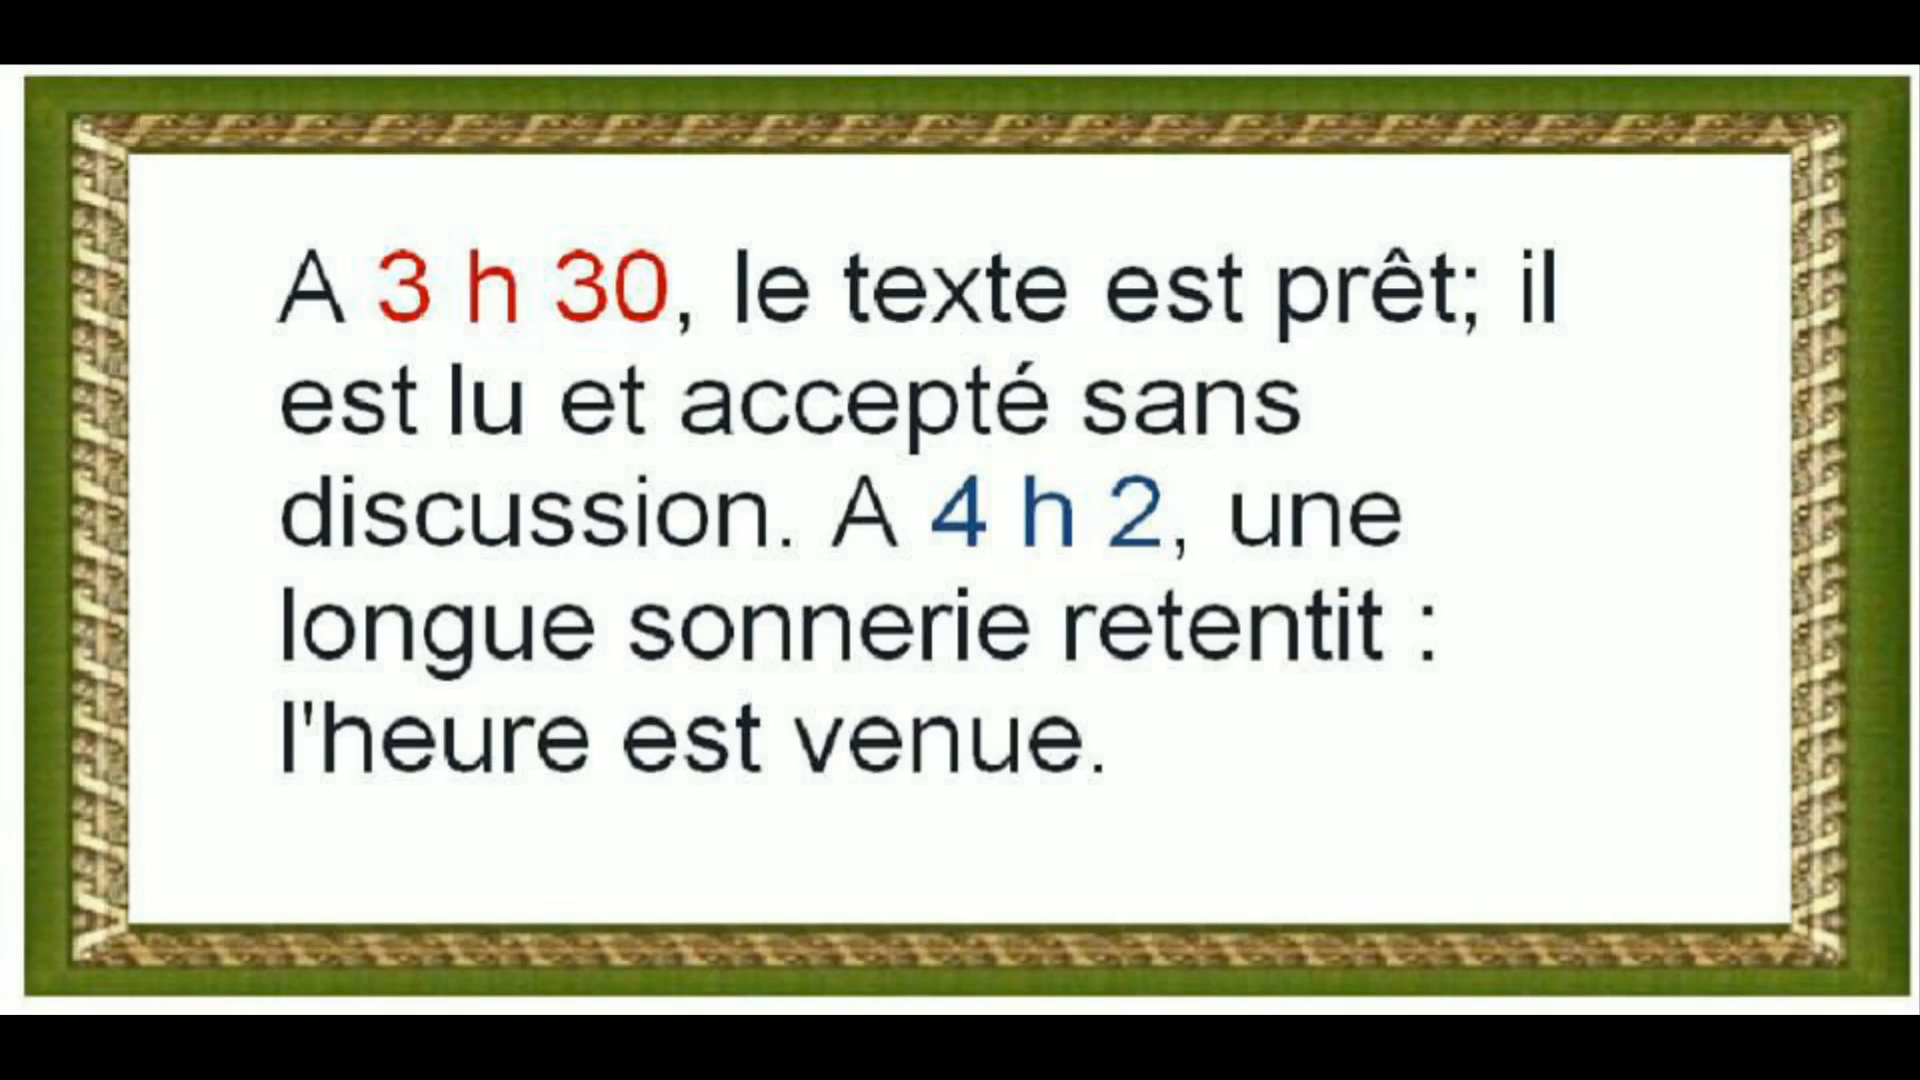 A 3 h 30, le texte est prêt; il
est lu et accepté sans
discussion. A 4 h 2, une
longue sonnerie retentit :
l'heure est venue.